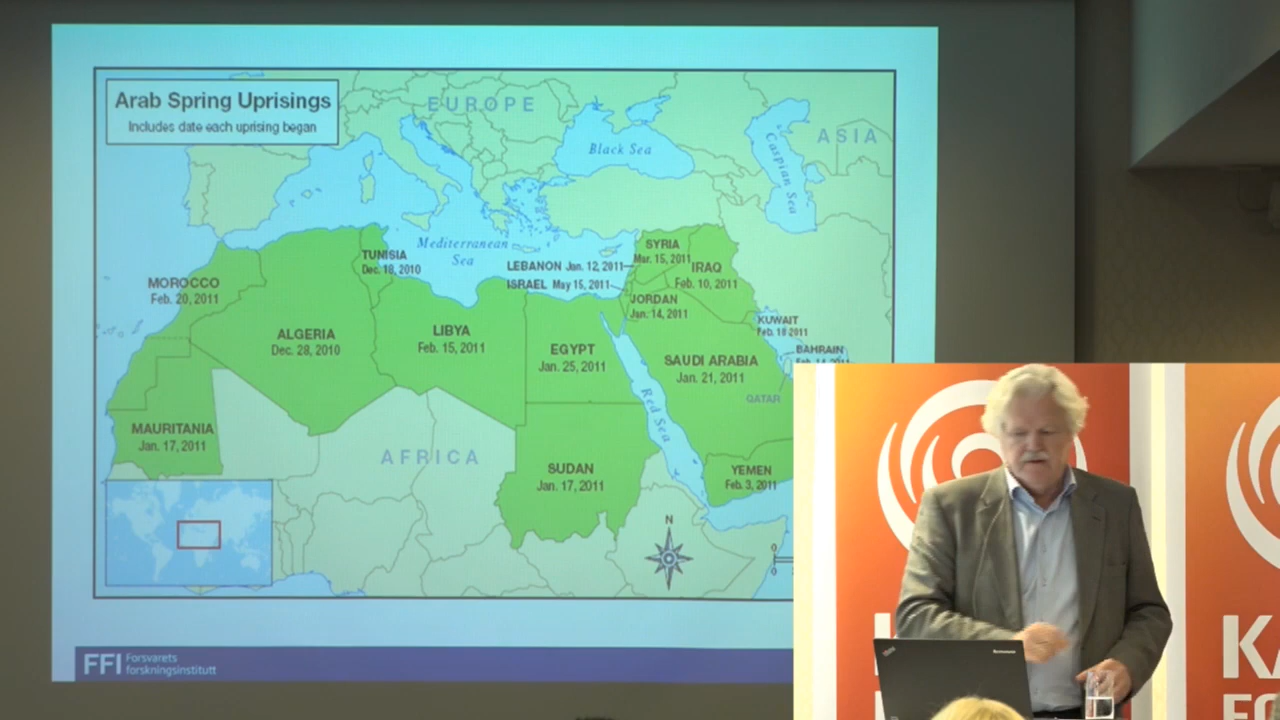 Arab Spring Uprisings
Includes date each uprising began
EUROPE
ASIA
Black Sea
Caspian Sea
Mediterranean
Sea
TUNISIA
Dec. 18, 2010
SYRIA
Mar. 15, 2011
LEBANON Jan. 12, 2011
IRAQ
Feb. 10, 2011
ISRAEL May 15, 2011
MOROCCO
Feb. 20, 2011
JORDAN
Jan. 14, 2011
KUWAIT
Feb. 18 2011
ALGERIA
Dec. 28, 2010
LIBYA
Feb. 15, 2011
EGYPT
Jan. 25, 2011
SAUDI ARABIA
Jan. 21, 2011
BAHRAIN
QATAR
Red Sea
MAURITANIA
Jan. 17, 2011
AFRICA
SUDAN
Jan. 17, 2011
YEMEN
Feb. 3, 2011
N
FFI Forsvarets
forskningsinstitutt
Lenovo